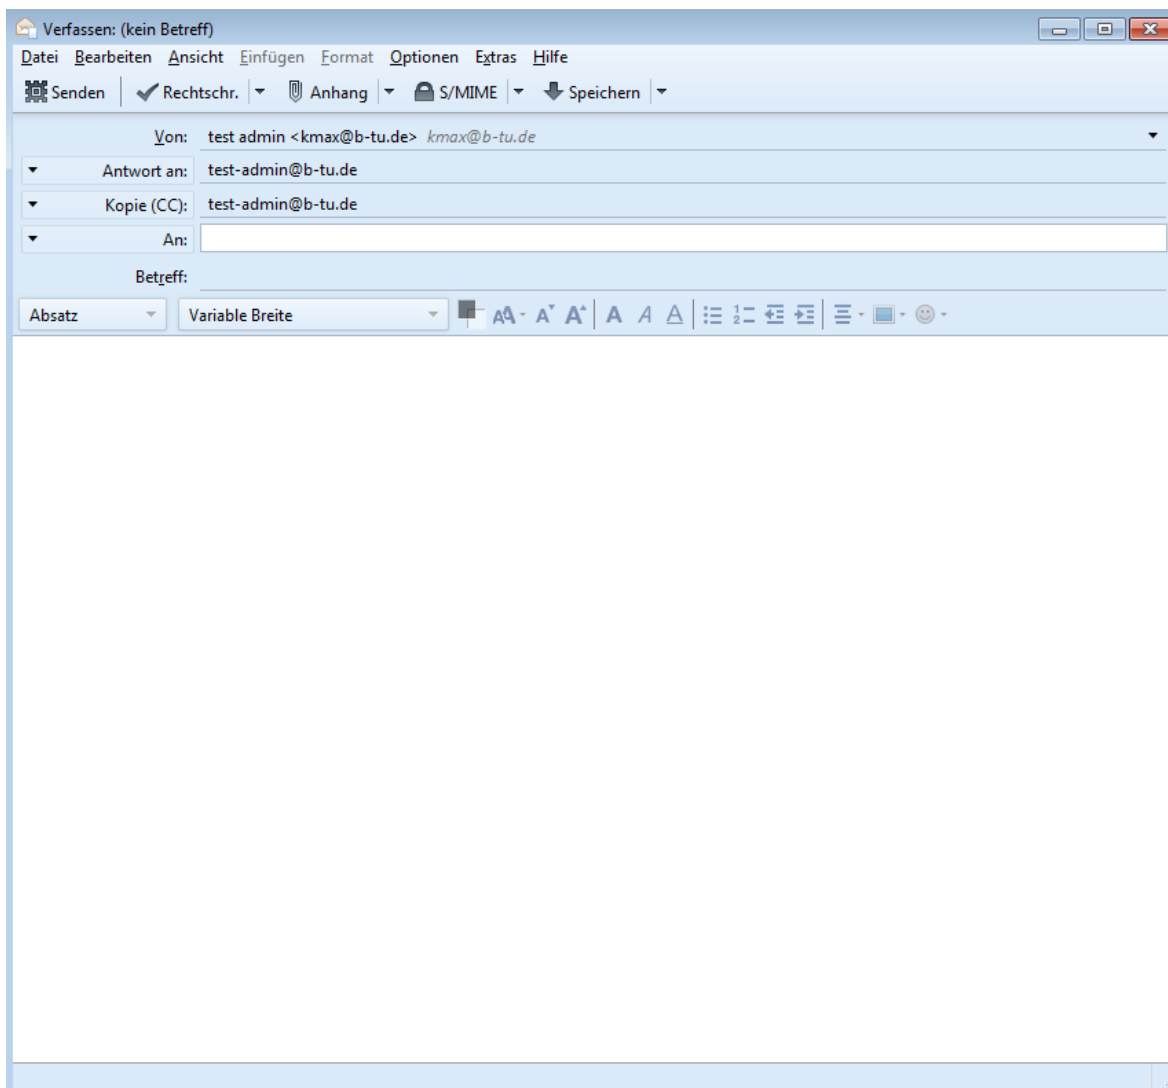 Verfassen: (kein Betreff)
Datei Bearbeiten Ansicht Einfügen Format Optionen Extras Hilfe
Senden Rechtschr. Anhang S/MIME Speichern
Von: test admin <kmax@b-tu.de> kmax@b-tu.de
Antwort an: test-admin@b-tu.de
Kopie (CC): test-admin@b-tu.de
An:
Betreff:
Absatz Variable Breite